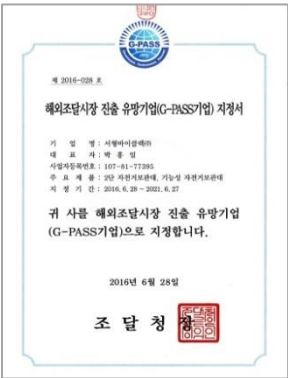 G-PASS
제 2016-028 호
해외조달시장 진출 유망기업(G-PASS기업) 지정서
기 업 명 : 서형바이클랙㈜
대 표 자 : 박 홍 일
사업자등록번호 : 107-81-77395
주 요 제 품 : 2단 자전거보관대, 기능성 자전거보관대
지 정 기 간 : 2016. 6. 28 ~ 2021. 6. 27
귀 사를 해외조달시장 진출 유망기업
(G-PASS기업)으로 지정합니다.
2016년 6월 28일
조 달 청 장